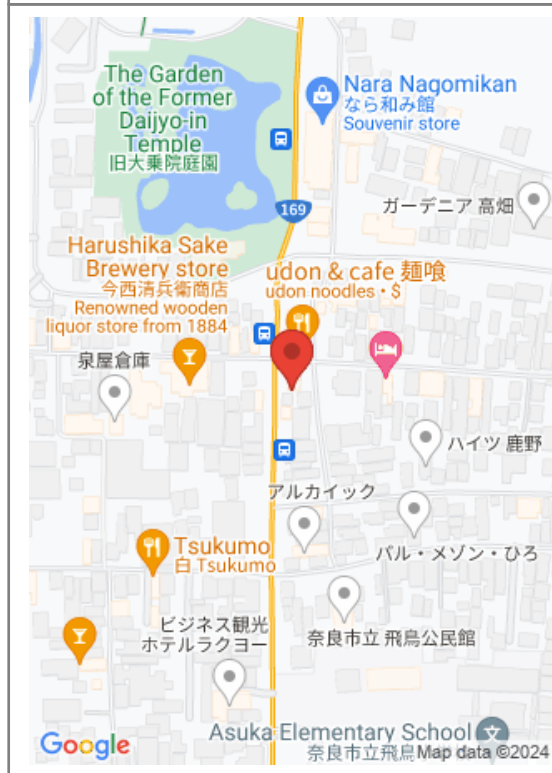 The Garden
of the Former
Daijyo-in
Temple
旧大乗院庭園
Nara Nagomikan
なら和み館
Souvenir store
169
ガーデニア 高畑
Harushika Sake
Brewery store
今西清兵衛商店
Renowned wooden
liquor store from 1884
udon & cafe 麺喰
udon noodles • $
泉屋倉庫
ハイツ 鹿野
アルカイック
パル・メゾン・ひろ
Tsukumo
白 Tsukumo
ビジネス観光
ホテルラクヨー
奈良市立 飛鳥公民館
Asuka Elementary School
奈良市立飛鳥
Google
Map data ©2024